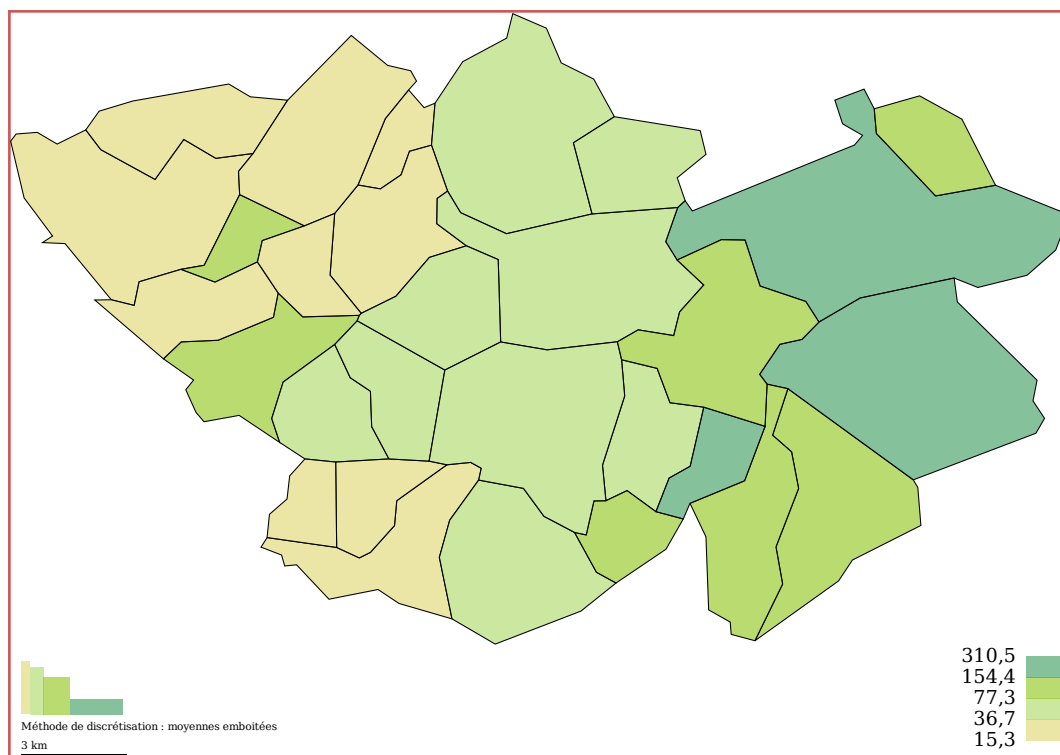 310,5
154,4
77,3
36,7
15,3
Méthode de discrétisation : moyennes emboitées
3 km